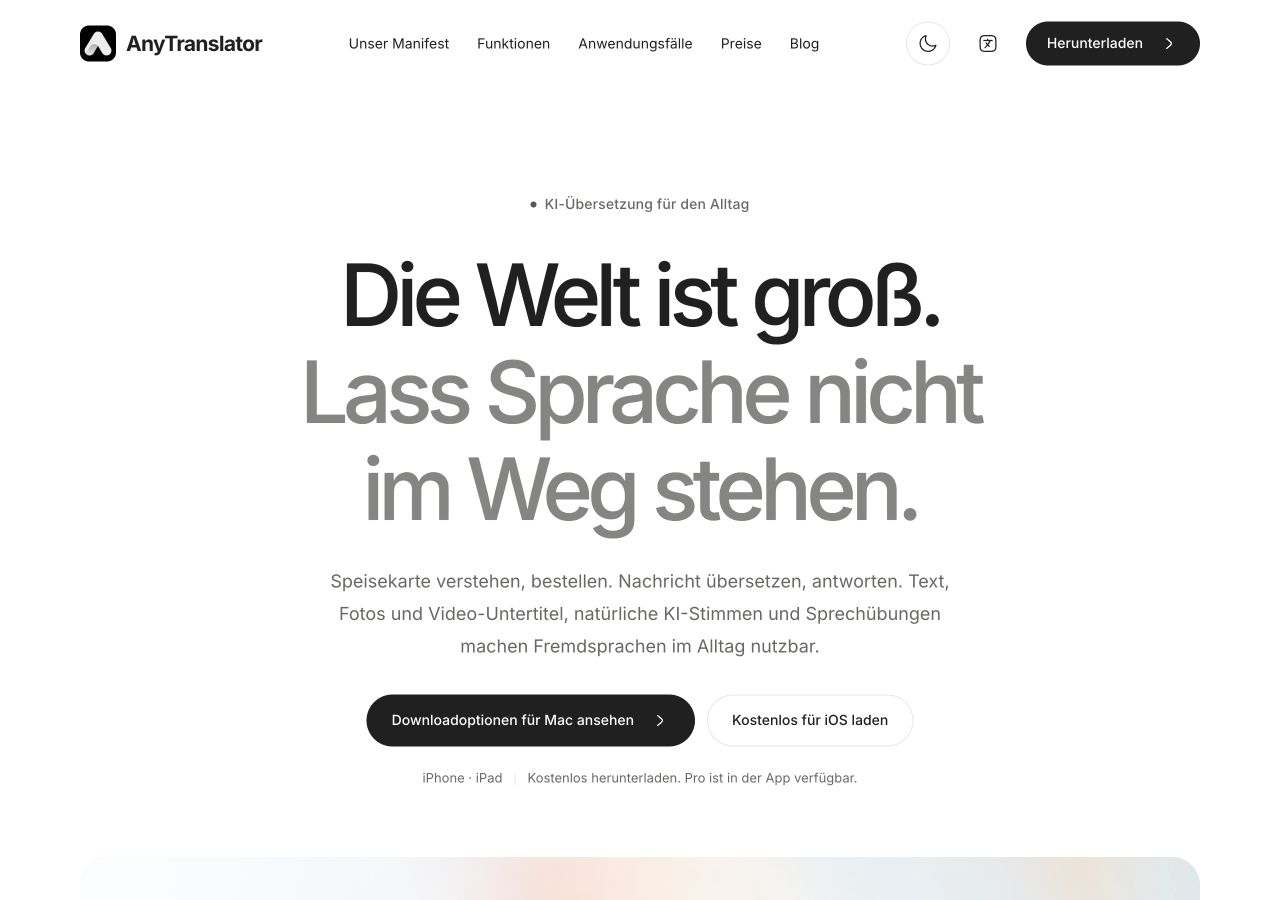 AnyTranslator
Unser Manifest
Funktionen
Anwendungsfälle
Preise
Blog
Herunterladen
KI-Übersetzung für den Alltag
Die Welt ist groß.
Lass Sprache nicht
im Weg stehen.
Speisekarte verstehen, bestellen. Nachricht übersetzen, antworten. Text,
Fotos und Video-Untertitel, natürliche KI-Stimmen und Sprechübungen
machen Fremdsprachen im Alltag nutzbar.
Downloadoptionen für Mac ansehen
Kostenlos für iOS laden
iPhone · iPad | Kostenlos herunterladen. Pro ist in der App verfügbar.